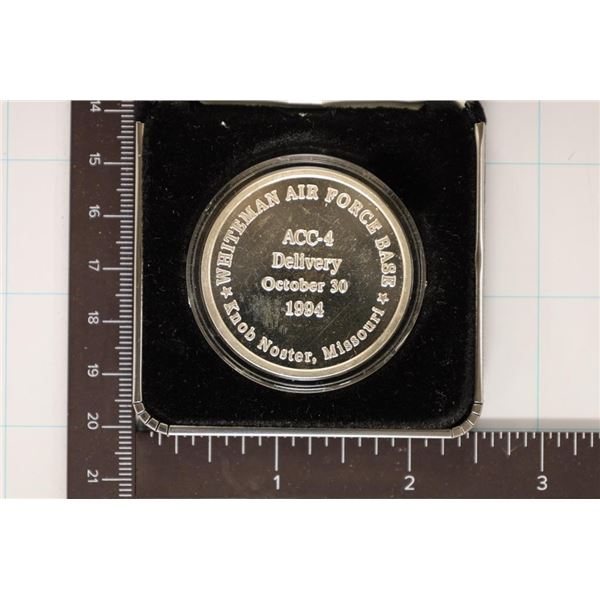 ★ WHITEMAN AIR FORCE BASE ★
ACC-4
Delivery
October 30
1994
Knob Noster, Missouri
14
15
16
17
18
19
20
21
1 2 3